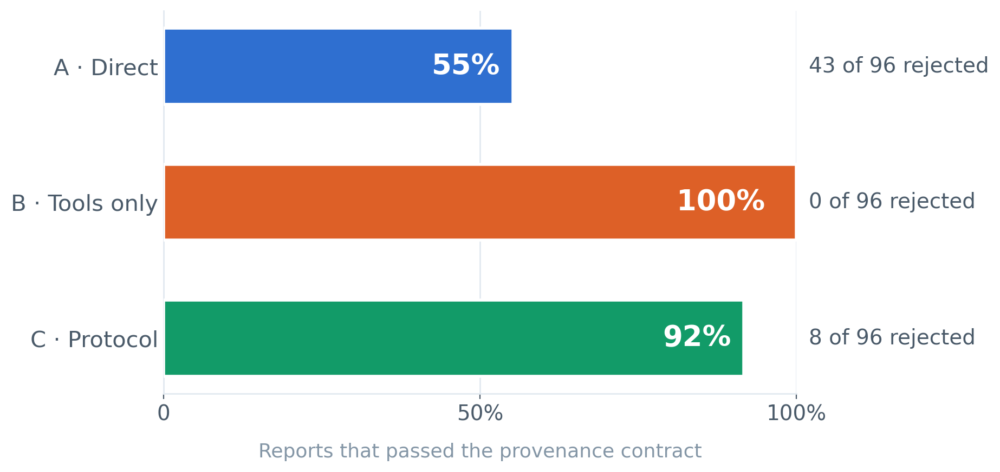 A · Direct
55%
43 of 96 rejected
B · Tools only
100%
0 of 96 rejected
C · Protocol
92%
8 of 96 rejected
0
50%
100%
Reports that passed the provenance contract